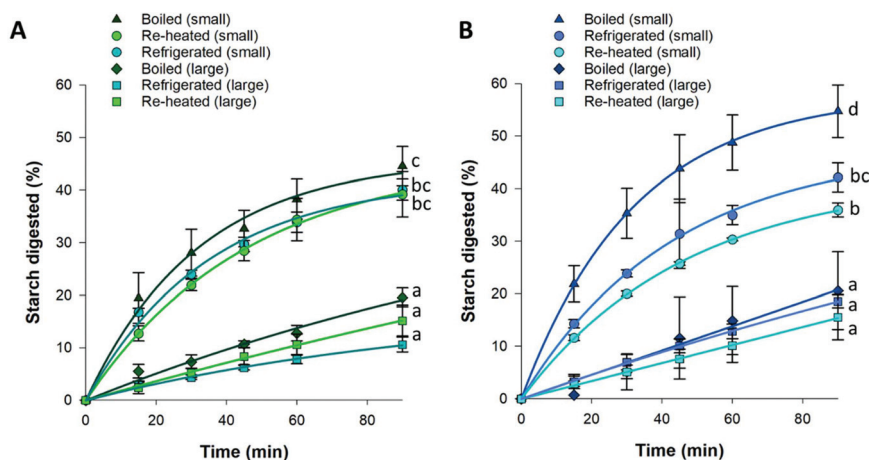 A
Boiled (small)
Re-heated (small)
Refrigerated (small)
Boiled (large)
Refrigerated (large)
Re-heated (large)
Starch digested (%)
60
50
40
30
20
10
0
c
bc
bc
a
a
a
0 20 40 60 80
Time (min)
B
Boiled (small)
Refrigerated (small)
Re-heated (small)
Boiled (large)
Refrigerated (large)
Re-heated (large)
Starch digested (%)
60
50
40
30
20
10
0
d
bc
b
a
a
a
0 20 40 60 80
Time (min)